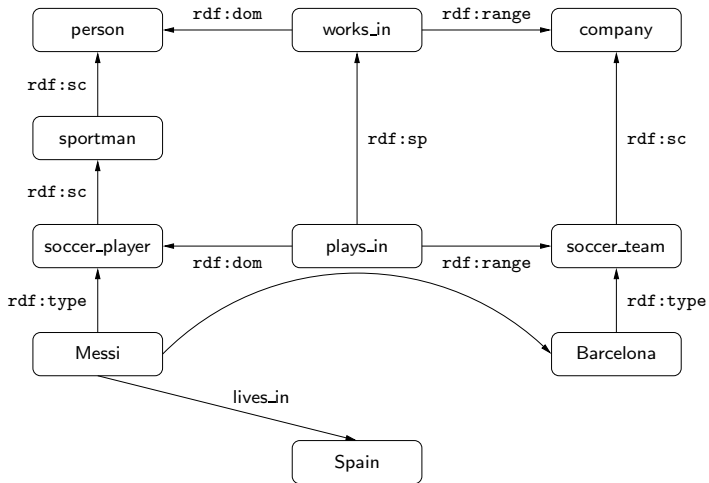 rdf:dom
rdf:range
person
works_in
company
rdf:sc
sportman
rdf:sp
rdf:sc
rdf:sc
soccer_player
plays_in
soccer_team
rdf:dom
rdf:range
rdf:type
rdf:type
Messi
Barcelona
lives_in
Spain